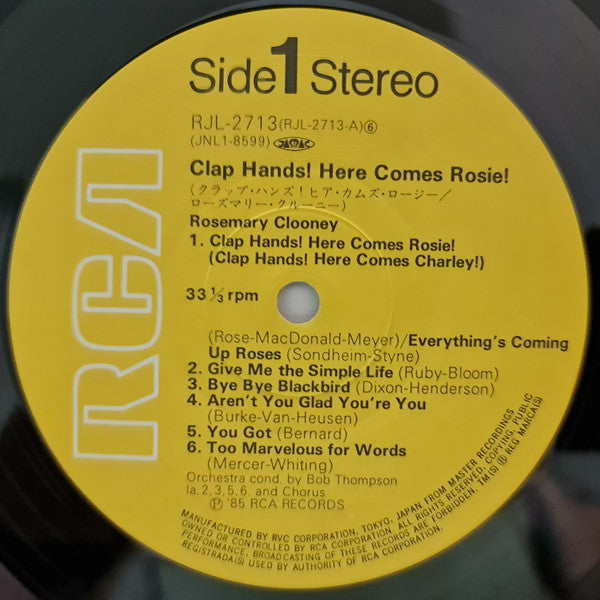 Side 1 Stereo
RJL-2713(RJL-2713-A)⑥
(JNL1-8599)
Clap Hands! Here Comes Rosie!
(クラップ・ハンズ!ヒア・カムズ・ロージー/
ローズマリー・クルーニー)
Rosemary Clooney
1. Clap Hands! Here Comes Rosie!
(Clap Hands! Here Comes Charley!)
33 ⅓ rpm
(Rose-MacDonald-Meyer)/Everything's Coming
Up Roses (Sondheim-Styne)
2. Give Me the Simple Life (Ruby-Bloom)
3. Bye Bye Blackbird (Dixon-Henderson)
4. Aren't You Glad You're You
(Burke-Van-Heusen)
5. You Got (Bernard)
6. Too Marvelous for Words
(Mercer-Whiting)
Orchestra cond. by Bob Thompson
1a,2,3,5,6. and Chorus
Ⓟ '85 RCA RECORDS
RCA
MANUFACTURED BY RVC CORPORATION, TOKYO, JAPAN FROM MASTER RECORDINGS
OWNED OR CONTROLLED BY RCA CORPORATION. ALL RIGHTS RESERVED, COPYING, PUBLIC
PERFORMANCE, BROADCASTING OF THESE RECORDS ARE FORBIDDEN. TM(S) ® REG MARCA(S)
REGISTRADA(S) USED BY AUTHORITY OF RCA CORPORATION.